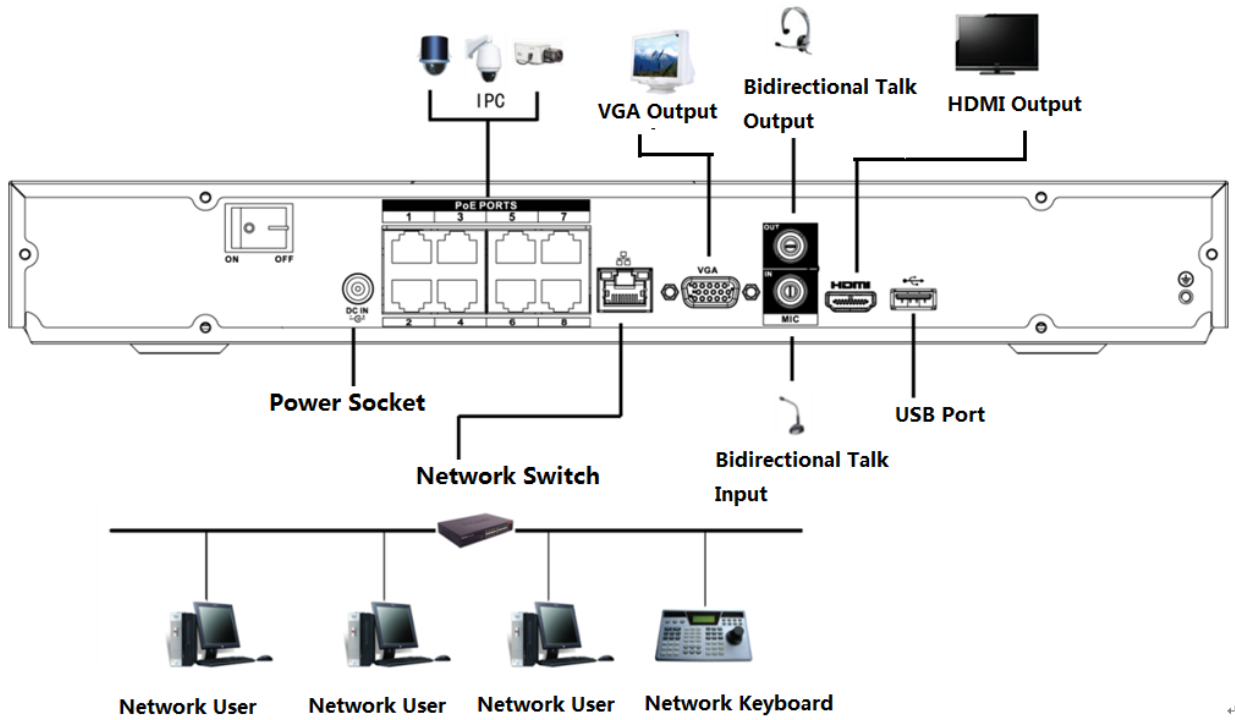 IPC
VGA Output
Bidirectional Talk
Output
HDMI Output
PoE PORTS
1 3 5 7
ON OFF
DC IN
2 4 6 8
VGA
OUT
IN
MIC
HDMI
Power Socket
USB Port
Network Switch
Bidirectional Talk
Input
Network User
Network User
Network User
Network Keyboard